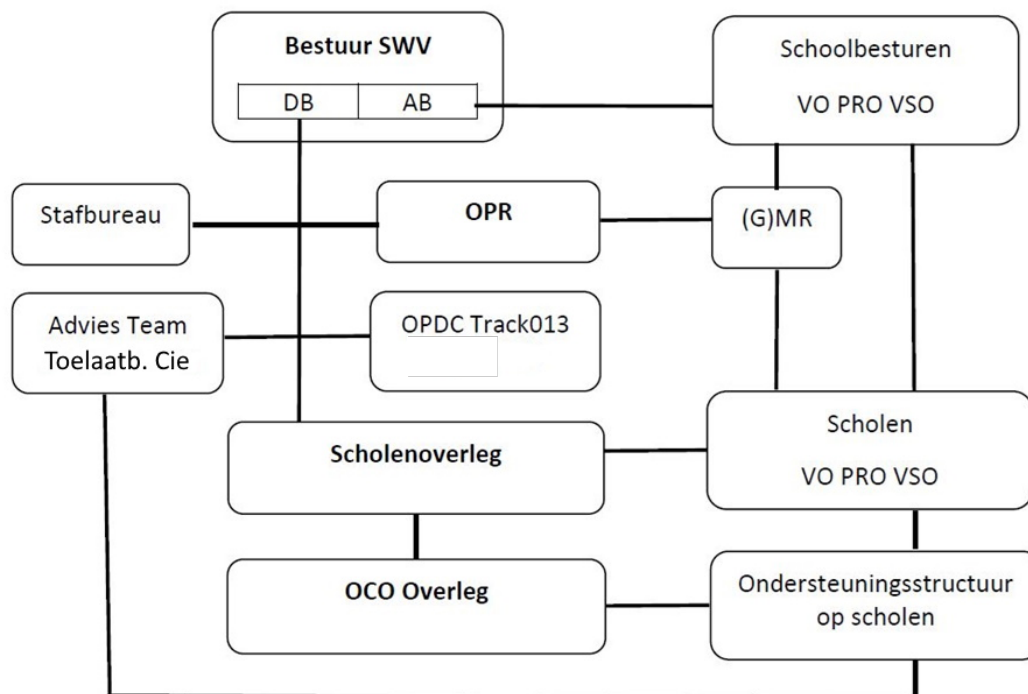 Bestuur SWV
DB AB
Schoolbesturen
VO PRO VSO
Stafbureau
OPR
(G)MR
Advies Team
Toelaatb. Cie
OPDC Track013
Scholenoverleg
Scholen
VO PRO VSO
OCO Overleg
Ondersteuningsstructuur
op scholen